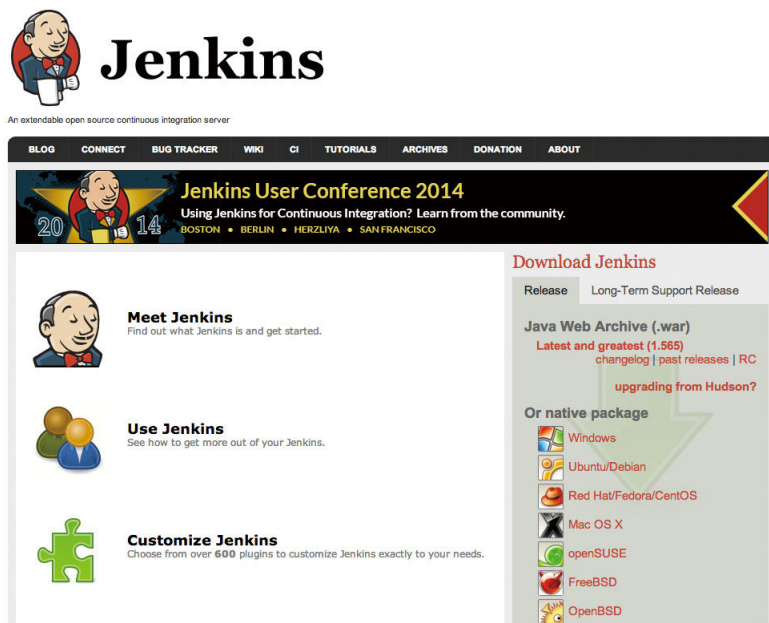 Jenkins
An extendable open source continuous integration server
BLOG CONNECT BUG TRACKER WIKI CI TUTORIALS ARCHIVES DONATION ABOUT
20 14
Jenkins User Conference 2014
Using Jenkins for Continuous Integration? Learn from the community.
BOSTON • BERLIN • HERZLIYA • SAN FRANCISCO
Meet Jenkins
Find out what Jenkins is and get started.
Use Jenkins
See how to get more out of your Jenkins.
Customize Jenkins
Choose from over 600 plugins to customize Jenkins exactly to your needs.
Download Jenkins
Release Long-Term Support Release
Java Web Archive (.war)
Latest and greatest (1.565)
changelog | past releases | RC
upgrading from Hudson?
Or native package
Windows
Ubuntu/Debian
Red Hat/Fedora/CentOS
Mac OS X
openSUSE
FreeBSD
OpenBSD